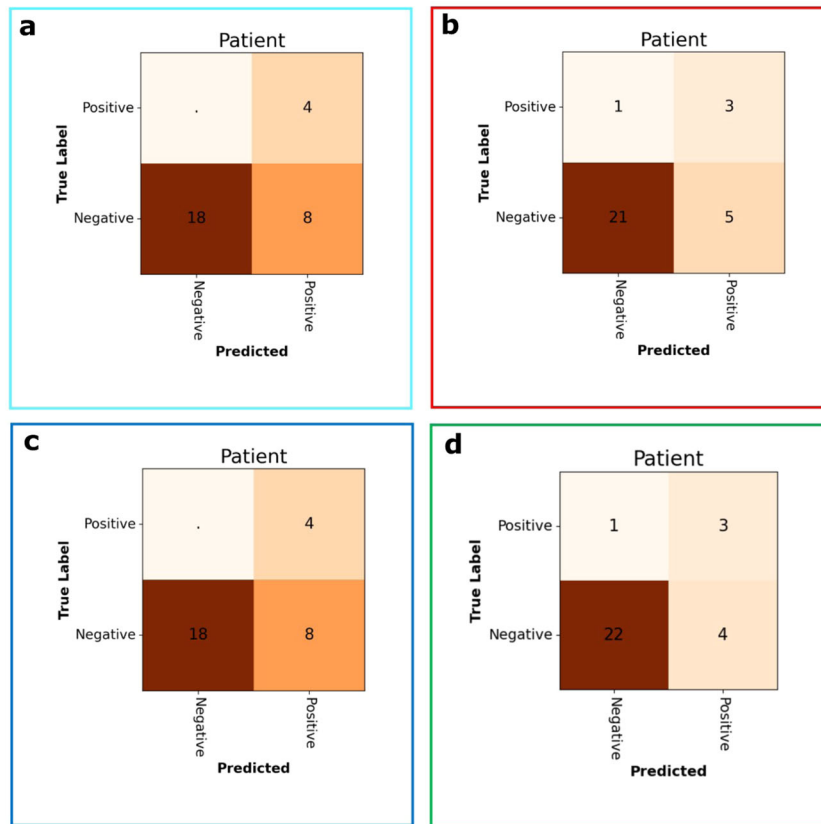 a
Patient
Positive . 4
True Label
Negative 18 8
Negative Positive
Predicted
b
Patient
Positive 1 3
True Label
Negative 21 5
Negative Positive
Predicted
c
Patient
Positive . 4
True Label
Negative 18 8
Negative Positive
Predicted
d
Patient
Positive 1 3
True Label
Negative 22 4
Negative Positive
Predicted